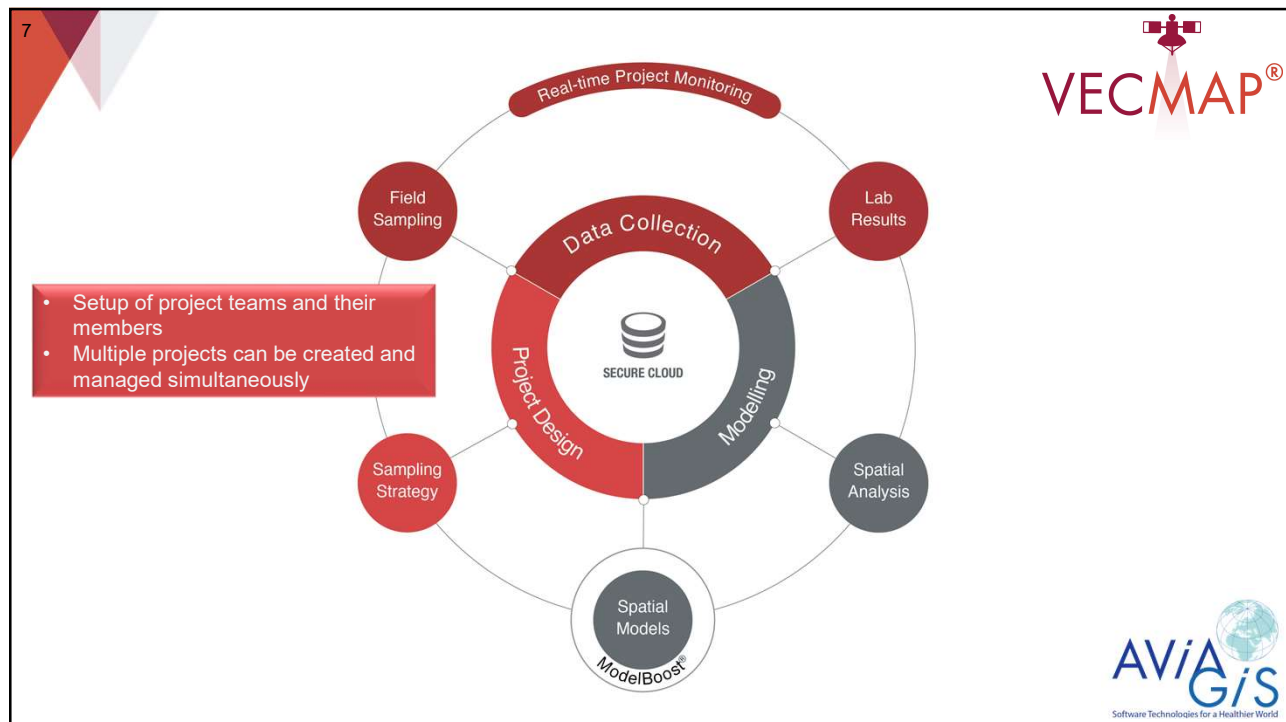 7
VECMAP®
Real-time Project Monitoring
Field
Sampling
Lab
Results
Data Collection
• Setup of project teams and their
members
• Multiple projects can be created and
managed simultaneously
SECURE CLOUD
Project Design
Modelling
Sampling
Strategy
Spatial
Analysis
Spatial
Models
ModelBoost®
AViA
GiS
Software Technologies for a Healthier World